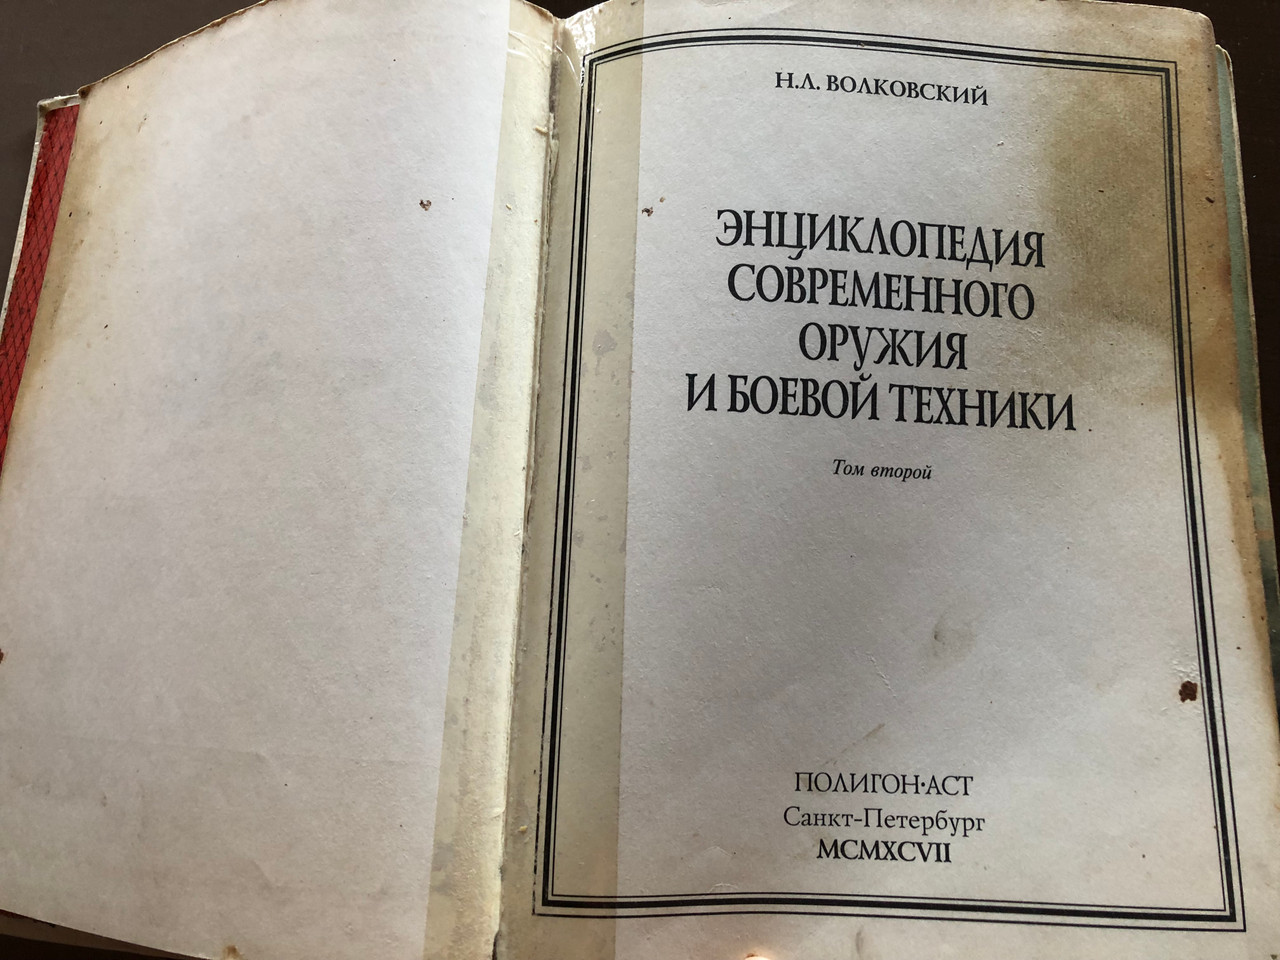 Н.Л. ВОЛКОВСКИЙ
ЭНЦИКЛОПЕДИЯ
СОВРЕМЕННОГО
ОРУЖИЯ
И БОЕВОЙ ТЕХНИКИ
Том второй
ПОЛИГОН·АСТ
Санкт-Петербург
MCMXCVII